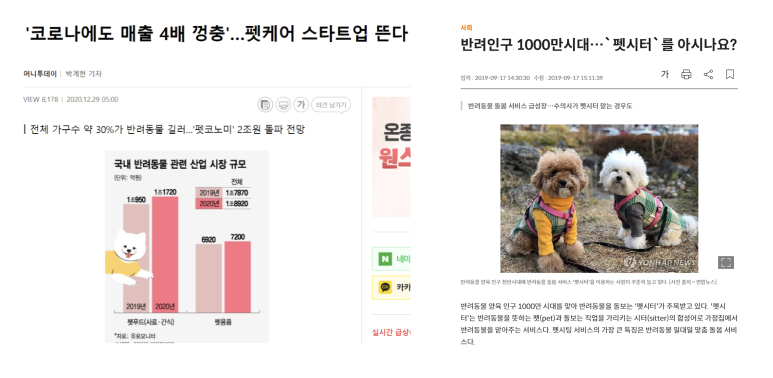 '코로나에도 매출 4배 껑충'...펫케어 스타트업 뜬다
머니투데이 | 박계현 기자
VIEW 8,178 | 2020.12.29 05:00
가
의견 남기기
| 전체 가구수 약 30%가 반려동물 길러...'펫코노미' 2조원 돌파 전망
국내 반려동물 관련 산업 시장 규모
(단위: 억원)
전체
2019년 1조7870
2020년 1조8920
1조950
1조1720
6920
7200
2019년
2020년
펫푸드(사료·간식)
펫용품
*자료: 유로모니터
온종
원스
N 네이
카카
실시간 급상
사회
반려인구 1000만시대…`펫시터`를 아시나요?
입력 : 2019-09-17 14:30:30 수정 : 2019-09-17 15:11:39
가
반려동물 돌봄 서비스 급성장…수의사가 펫시터 맡는 경우도
YONHAP NEWS
반려동물 양육 인구 천만시대에 반려동물 돌봄 서비스 '펫시터'를 이용하는 사람이 꾸준히 늘고 있다. [사진 출처 = 연합뉴스]
반려동물 양육 인구 1000만 시대를 맞아 반려동물을 돌보는 '펫시터'가 주목받고 있다. '펫시
터'는 반려동물을 뜻하는 펫(pet)과 돌보는 직업을 가리키는 시터(sitter)의 합성어로 가정집에서
반려동물을 맡아주는 서비스다. 펫시팅 서비스의 가장 큰 특징은 반려동물 일대일 맞춤 돌봄 서비
스다.